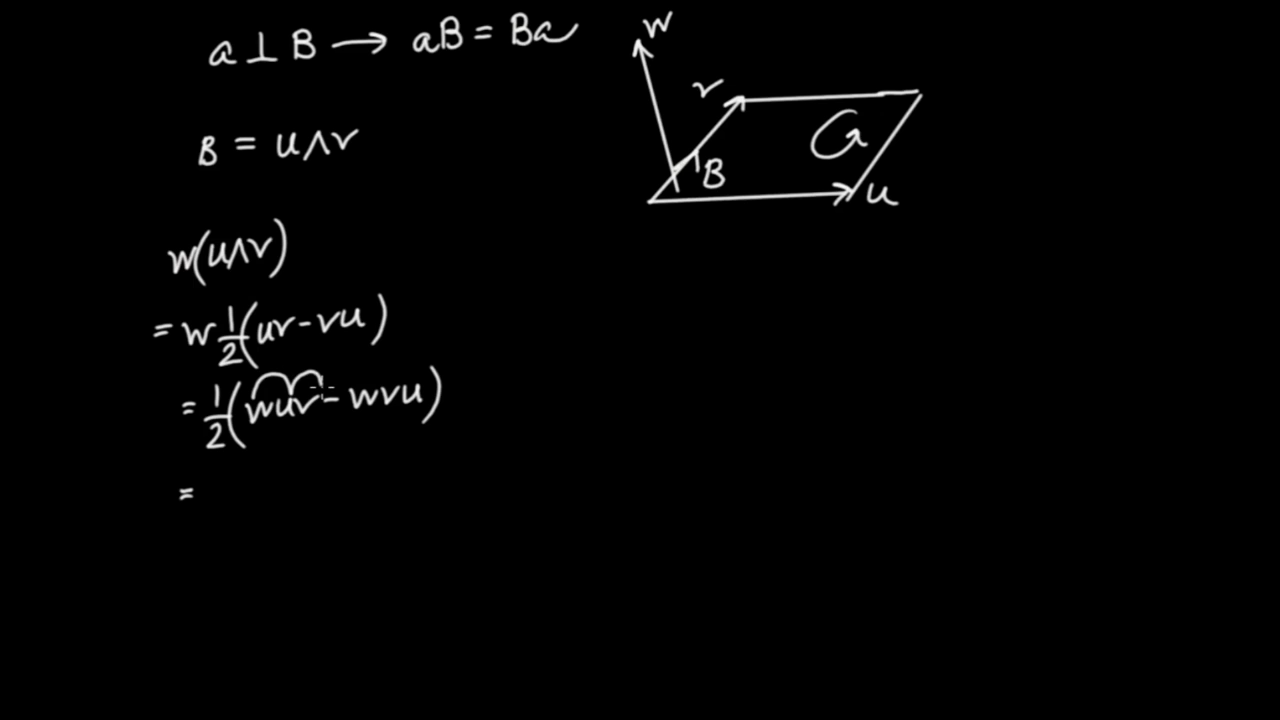 a ⊥ B ⟶ aB = Ba
B = u∧v
w(u∧v)
= w 1/2 (uv - vu)
= 1/2 (wuv - wvu)
=
w
v
B
u